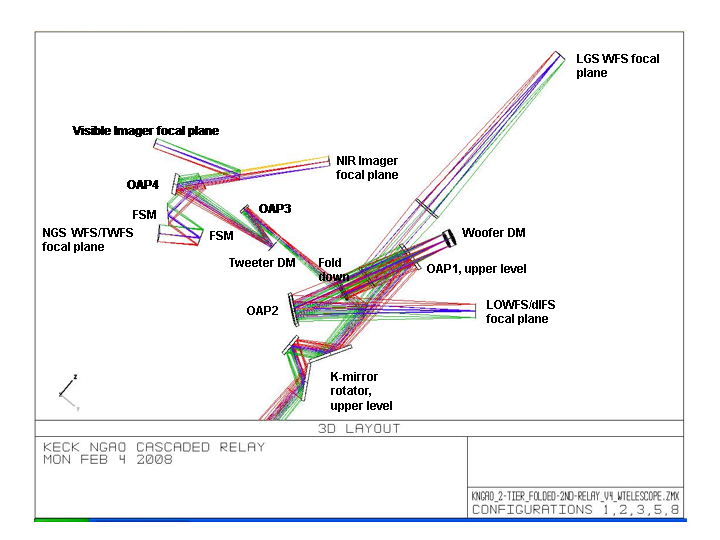 LGS WFS focal
plane
Visible Imager focal plane
NIR Imager
focal plane
OAP4
OAP3
FSM
NGS WFS/TWFS
focal plane
FSM
Woofer DM
Tweeter DM
Fold
down
OAP1, upper level
OAP2
LOWFS/dIFS
focal plane
K-mirror
rotator,
upper level
Z
Y
3D LAYOUT
KECK NGAO CASCADED RELAY
MON FEB 4 2008
KNGAO_2-TIER_FOLDED-2ND-RELAY_V4_WTELESCOPE.ZMX
CONFIGURATIONS 1,2,3,5,8